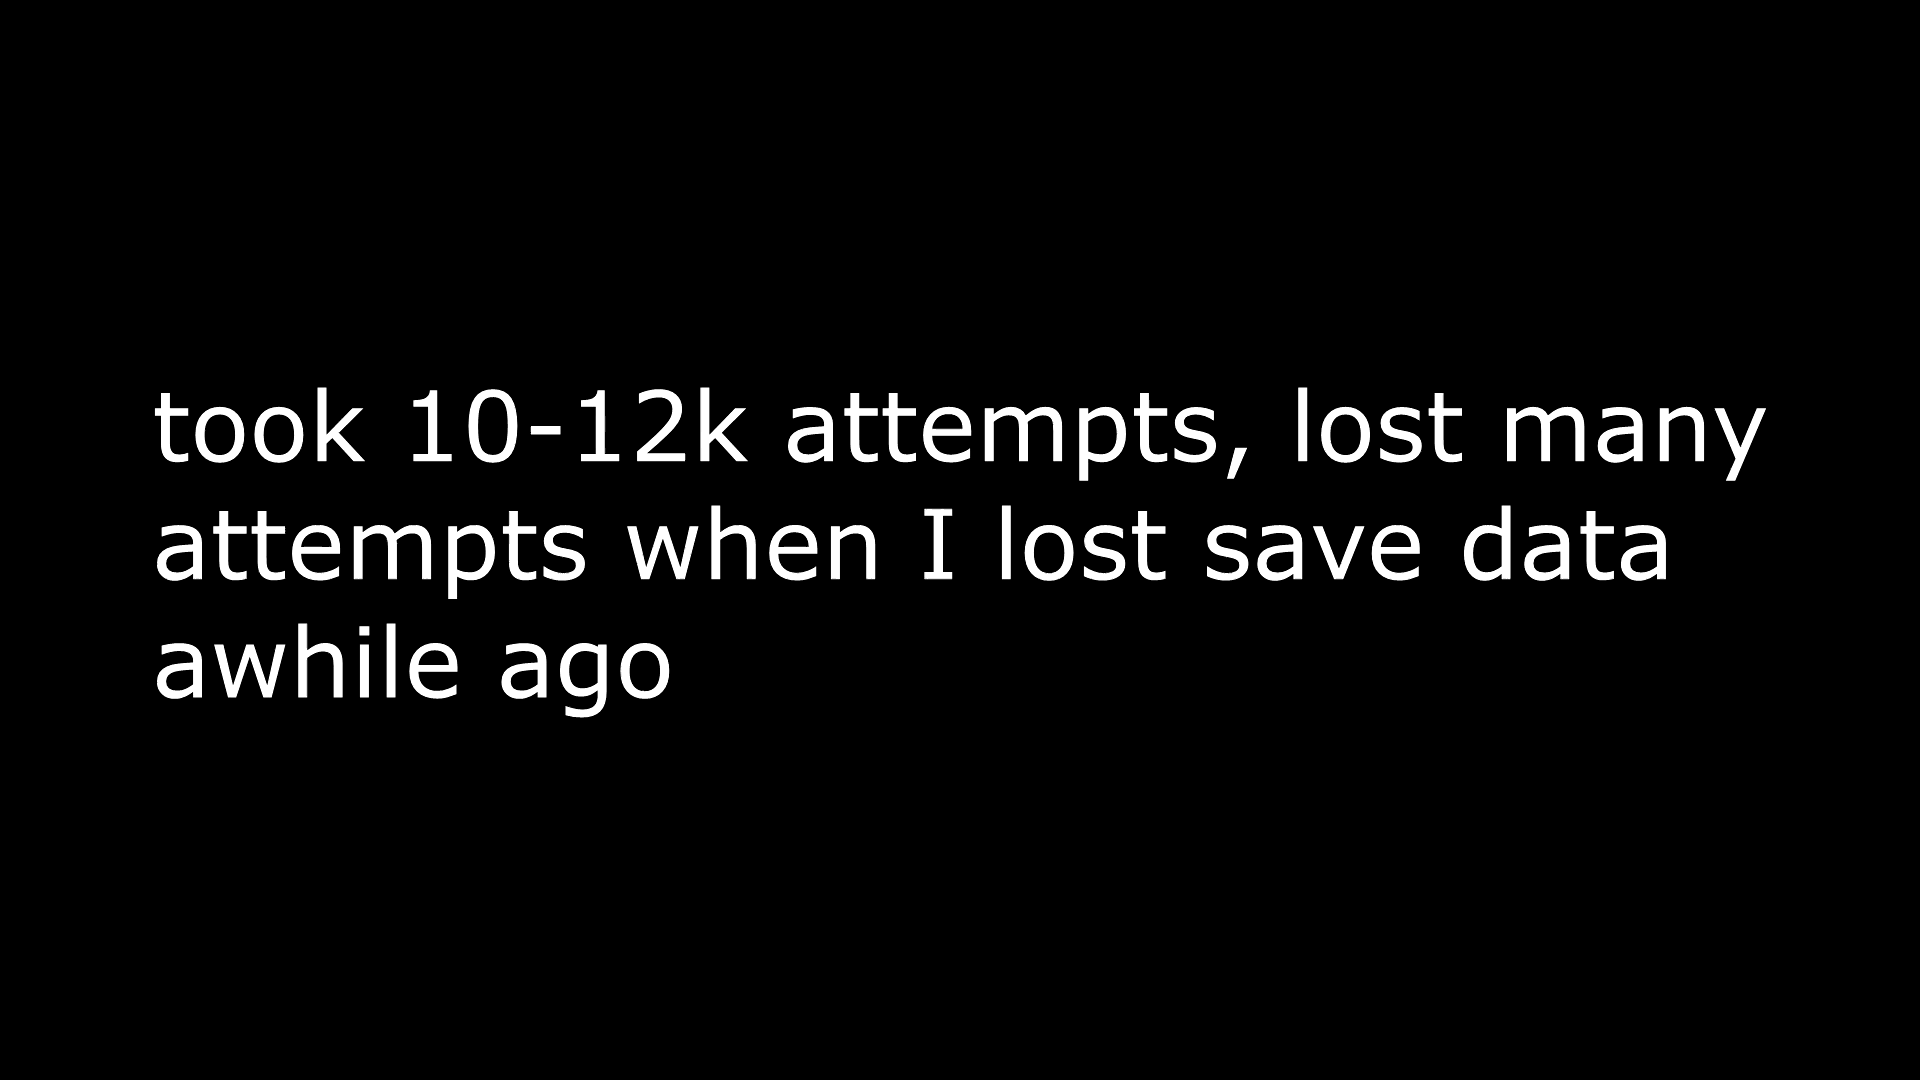 took 10-12k attempts, lost many
attempts when I lost save data
awhile ago